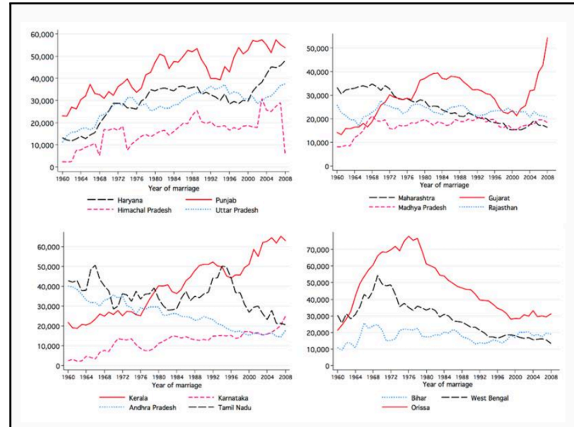 60,000
50,000
40,000
30,000
20,000
10,000
0
1960 1964 1968 1972 1976 1980 1984 1988 1992 1996 2000 2004 2008
Year of marriage
Haryana Punjab
Himachal Pradesh Uttar Pradesh
50,000
40,000
30,000
20,000
10,000
0
1960 1964 1968 1972 1976 1980 1984 1988 1992 1996 2000 2004 2008
Year of marriage
Maharashtra Gujarat
Madhya Pradesh Rajasthan
60,000
50,000
40,000
30,000
20,000
10,000
0
1960 1964 1968 1972 1976 1980 1984 1988 1992 1996 2000 2004 2008
Year of marriage
Kerala Karnataka
Andhra Pradesh Tamil Nadu
70,000
60,000
50,000
40,000
30,000
20,000
10,000
0
1960 1964 1968 1972 1976 1980 1984 1988 1992 1996 2000 2004 2008
Year of marriage
Bihar West Bengal
Orissa